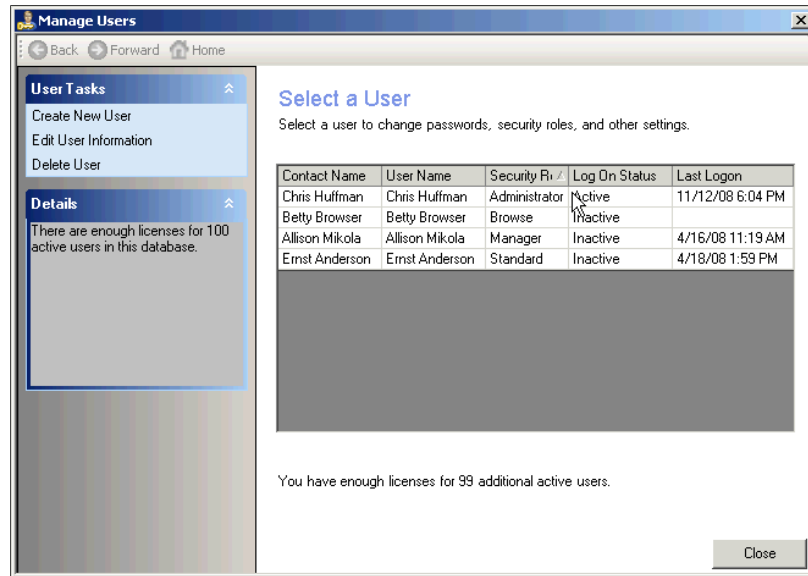 Manage Users
Back Forward Home
User Tasks
Create New User
Edit User Information
Delete User
Details
There are enough licenses for 100
active users in this database.
Select a User
Select a user to change passwords, security roles, and other settings.
Contact Name User Name Security Log On Status Last Logon
Chris Huffman Chris Huffman Administrator Active 11/12/08 6:04 PM
Betty Browser Betty Browser Browse Inactive
Allison Mikola Allison Mikola Manager Inactive 4/16/08 11:19 AM
Ernst Anderson Ernst Anderson Standard Inactive 4/18/08 1:59 PM
You have enough licenses for 99 additional active users.
Close